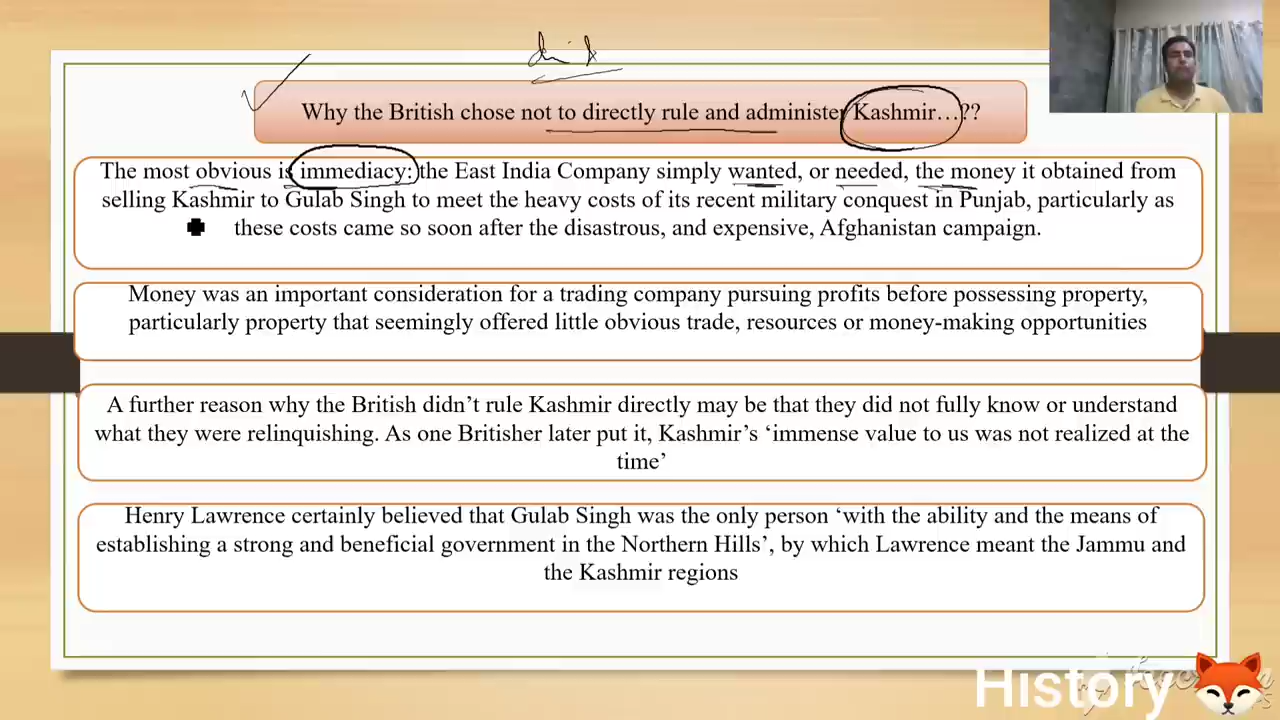 Why the British chose not to directly rule and administer Kashmir…??
The most obvious is immediacy: the East India Company simply wanted, or needed, the money it obtained from
selling Kashmir to Gulab Singh to meet the heavy costs of its recent military conquest in Punjab, particularly as
these costs came so soon after the disastrous, and expensive, Afghanistan campaign.
Money was an important consideration for a trading company pursuing profits before possessing property,
particularly property that seemingly offered little obvious trade, resources or money-making opportunities
A further reason why the British didn’t rule Kashmir directly may be that they did not fully know or understand
what they were relinquishing. As one Britisher later put it, Kashmir’s ‘immense value to us was not realized at the
time’
Henry Lawrence certainly believed that Gulab Singh was the only person ‘with the ability and the means of
establishing a strong and beneficial government in the Northern Hills’, by which Lawrence meant the Jammu and
the Kashmir regions
History